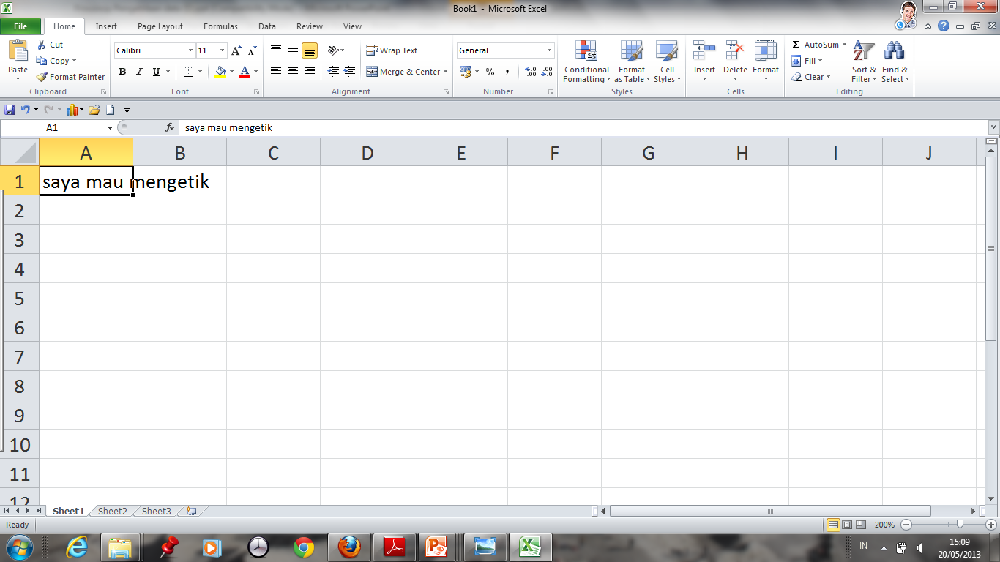 Book1 - Microsoft Excel
File Home Insert Page Layout Formulas Data Review View
Paste
Cut
Copy
Format Painter
Clipboard
Calibri 11
B I U
Font
Wrap Text
Merge & Center
Alignment
General
%
Number
Conditional Formatting
Format as Table
Cell Styles
Styles
Insert Delete Format
Cells
AutoSum
Fill
Clear
Sort & Filter
Find & Select
Editing
A1 fx saya mau mengetik
A B C D E F G H I J
1 saya mau mengetik
2
3
4
5
6
7
8
9
10
11
12
Sheet1 Sheet2 Sheet3
Ready 200%
IN 15:09
20/05/2013